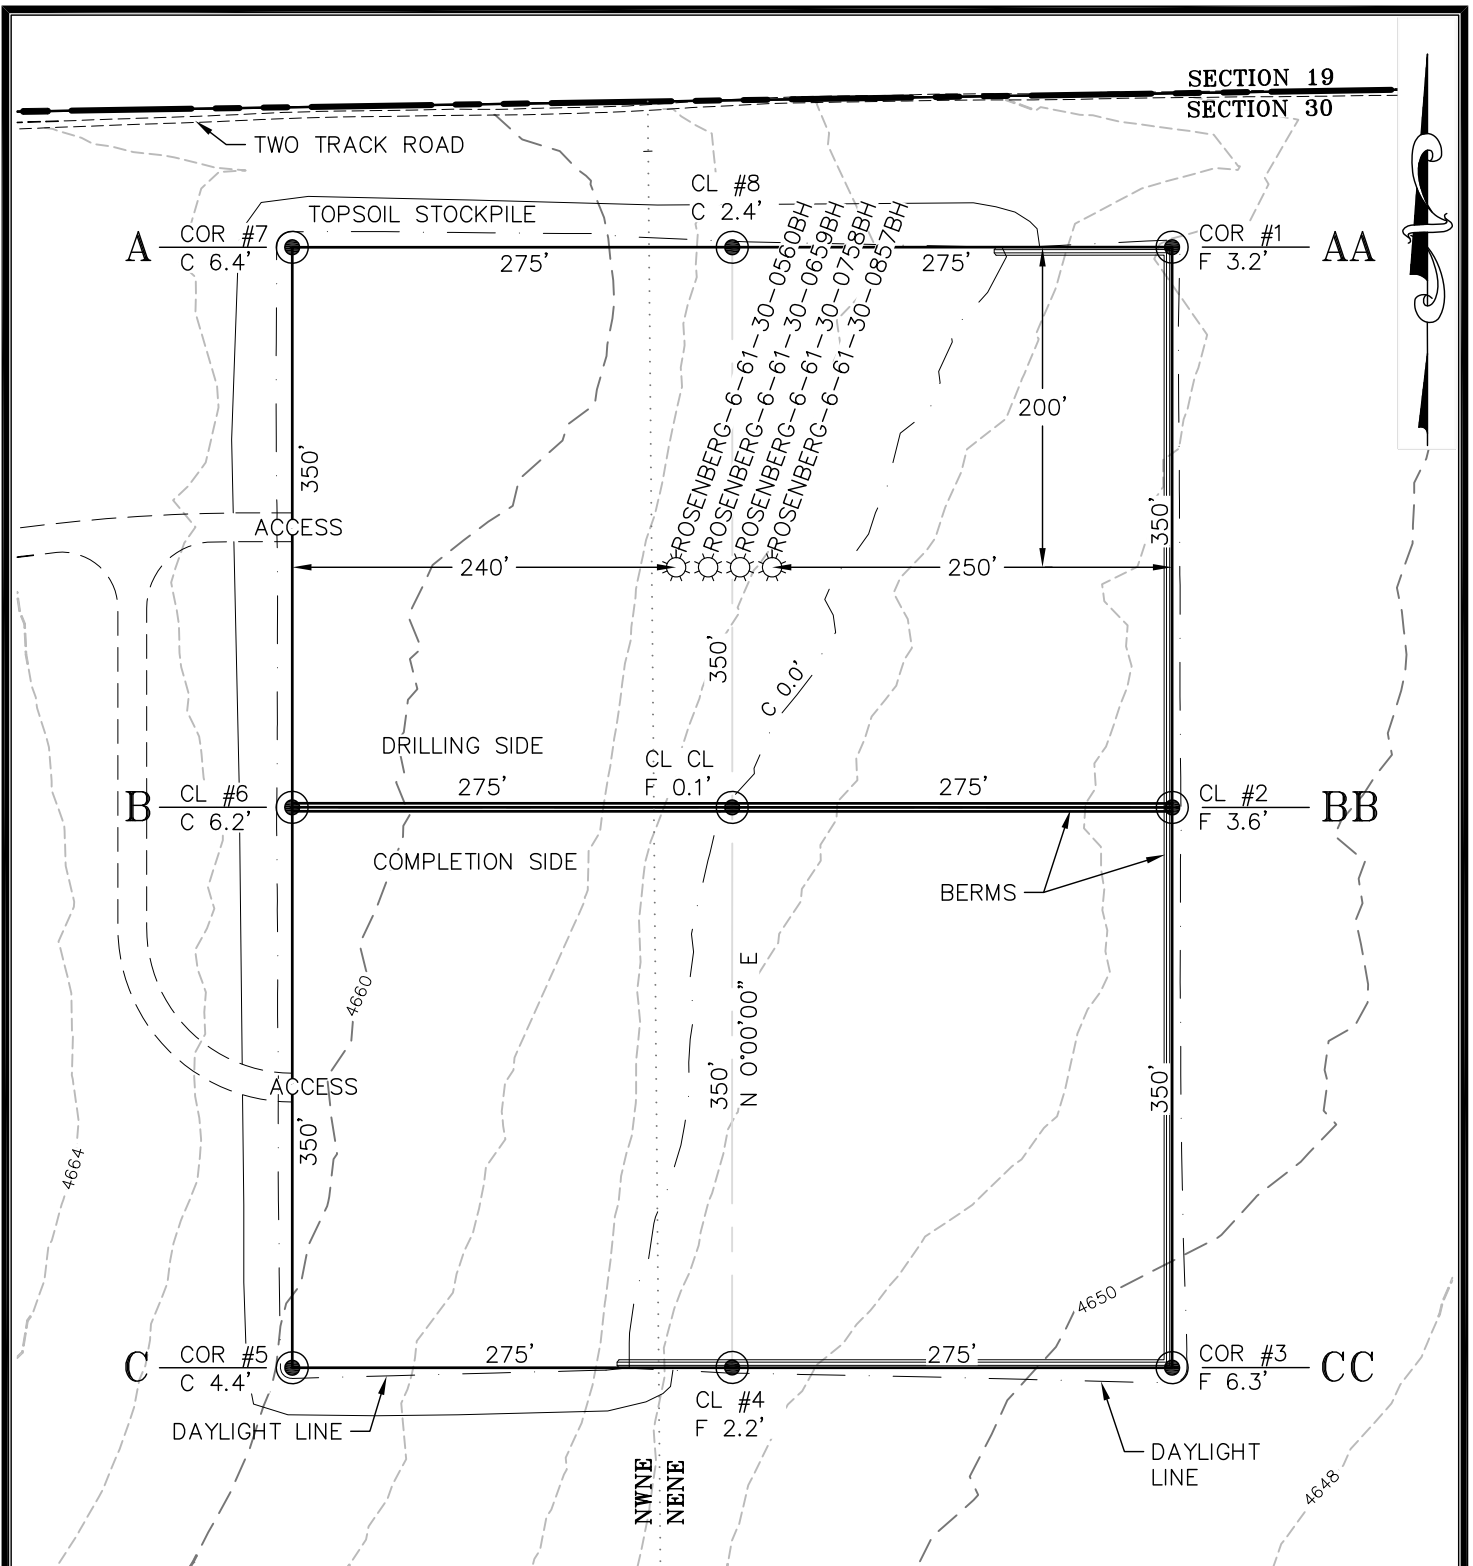 SECTION 19
SECTION 30
TWO TRACK ROAD
CL #8
C 2.4'
TOPSOIL STOCKPILE
A
COR #7
C 6.4'
275'
275'
COR #1
F 3.2'
AA
ROSENBERG-6-61-30-0560BH
ROSENBERG-6-61-30-0659BH
ROSENBERG-6-61-30-0758BH
ROSENBERG-6-61-30-0857BH
200'
350'
350'
ACCESS
240'
250'
350'
C 0.0'
DRILLING SIDE
CL CL
F 0.1'
275'
275'
B
CL #6
C 6.2'
CL #2
F 3.6'
BB
COMPLETION SIDE
BERMS
4660
N 0°00'00" E
350'
350'
ACCESS
350'
4664
4650
C
COR #5
C 4.4'
275'
275'
COR #3
F 6.3'
CC
CL #4
F 2.2'
DAYLIGHT LINE
DAYLIGHT
LINE
NWNE
NENE
4648